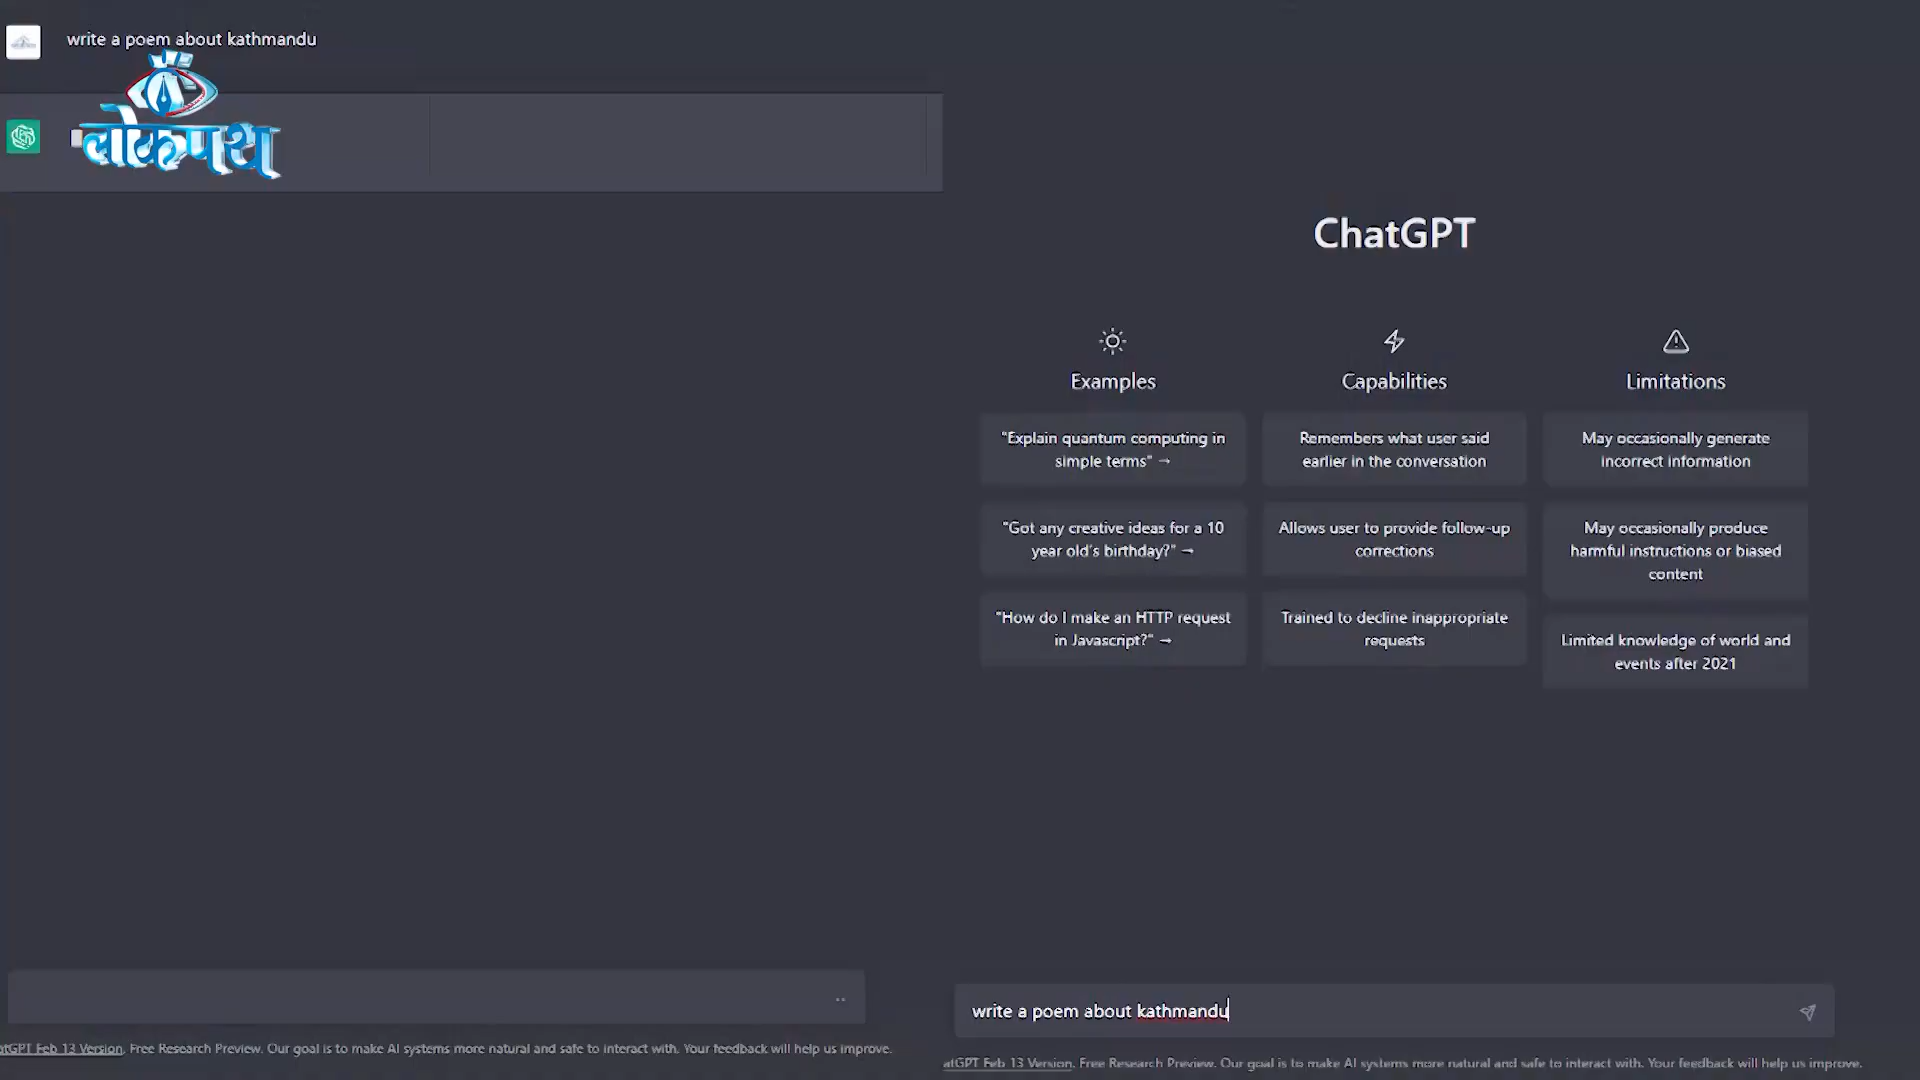 write a poem about kathmandu
लोकपथ
tGPT Feb 13 Version. Free Research Preview. Our goal is to make AI systems more natural and safe to interact with. Your feedback will help us improve.
ChatGPT
Examples
"Explain quantum computing in
simple terms" →
"Got any creative ideas for a 10
year old's birthday?" →
"How do I make an HTTP request
in Javascript?" →
Capabilities
Remembers what user said
earlier in the conversation
Allows user to provide follow-up
corrections
Trained to decline inappropriate
requests
Limitations
May occasionally generate
incorrect information
May occasionally produce
harmful instructions or biased
content
Limited knowledge of world and
events after 2021
write a poem about kathmandu
atGPT Feb 13 Version. Free Research Preview. Our goal is to make AI systems more natural and safe to interact with. Your feedback will help us improve.